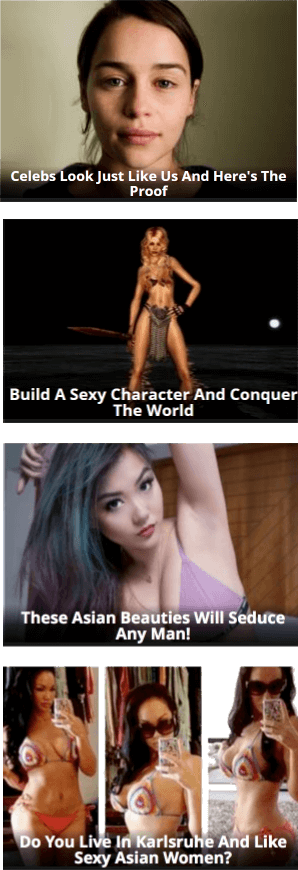 Celebs Look Just Like Us And Here's The
Proof
Build A Sexy Character And Conquer
The World
These Asian Beauties Will Seduce
Any Man!
Do You Live In Karlsruhe And Like
Sexy Asian Women?